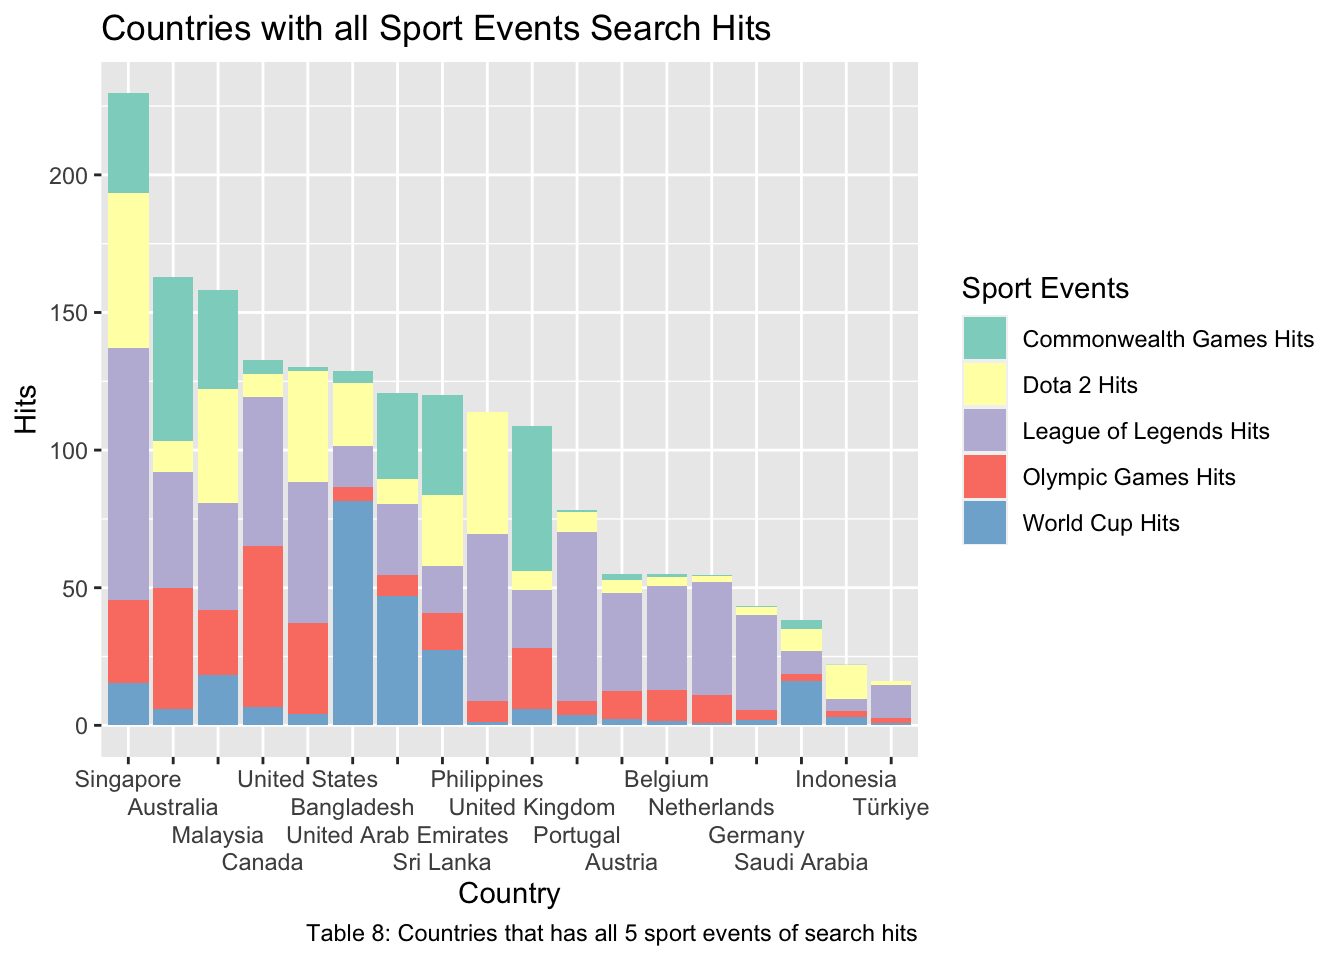 Countries with all Sport Events Search Hits
Hits
200
150
100
50
0
Singapore
United States
Philippines
Belgium
Indonesia
Australia
Bangladesh
United Kingdom
Netherlands
Türkiye
Malaysia
United Arab Emirates
Portugal
Germany
Canada
Sri Lanka
Austria
Saudi Arabia
Country
Table 8: Countries that has all 5 sport events of search hits
Sport Events
Commonwealth Games Hits
Dota 2 Hits
League of Legends Hits
Olympic Games Hits
World Cup Hits